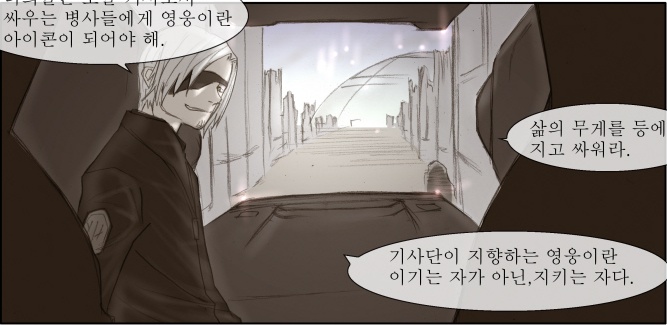 싸우는 병사들에게 영웅이란
아이콘이 되어야 해.
삶의 무게를 등에
지고 싸워라.
기사단이 지향하는 영웅이란
이기는 자가 아닌,지키는 자다.